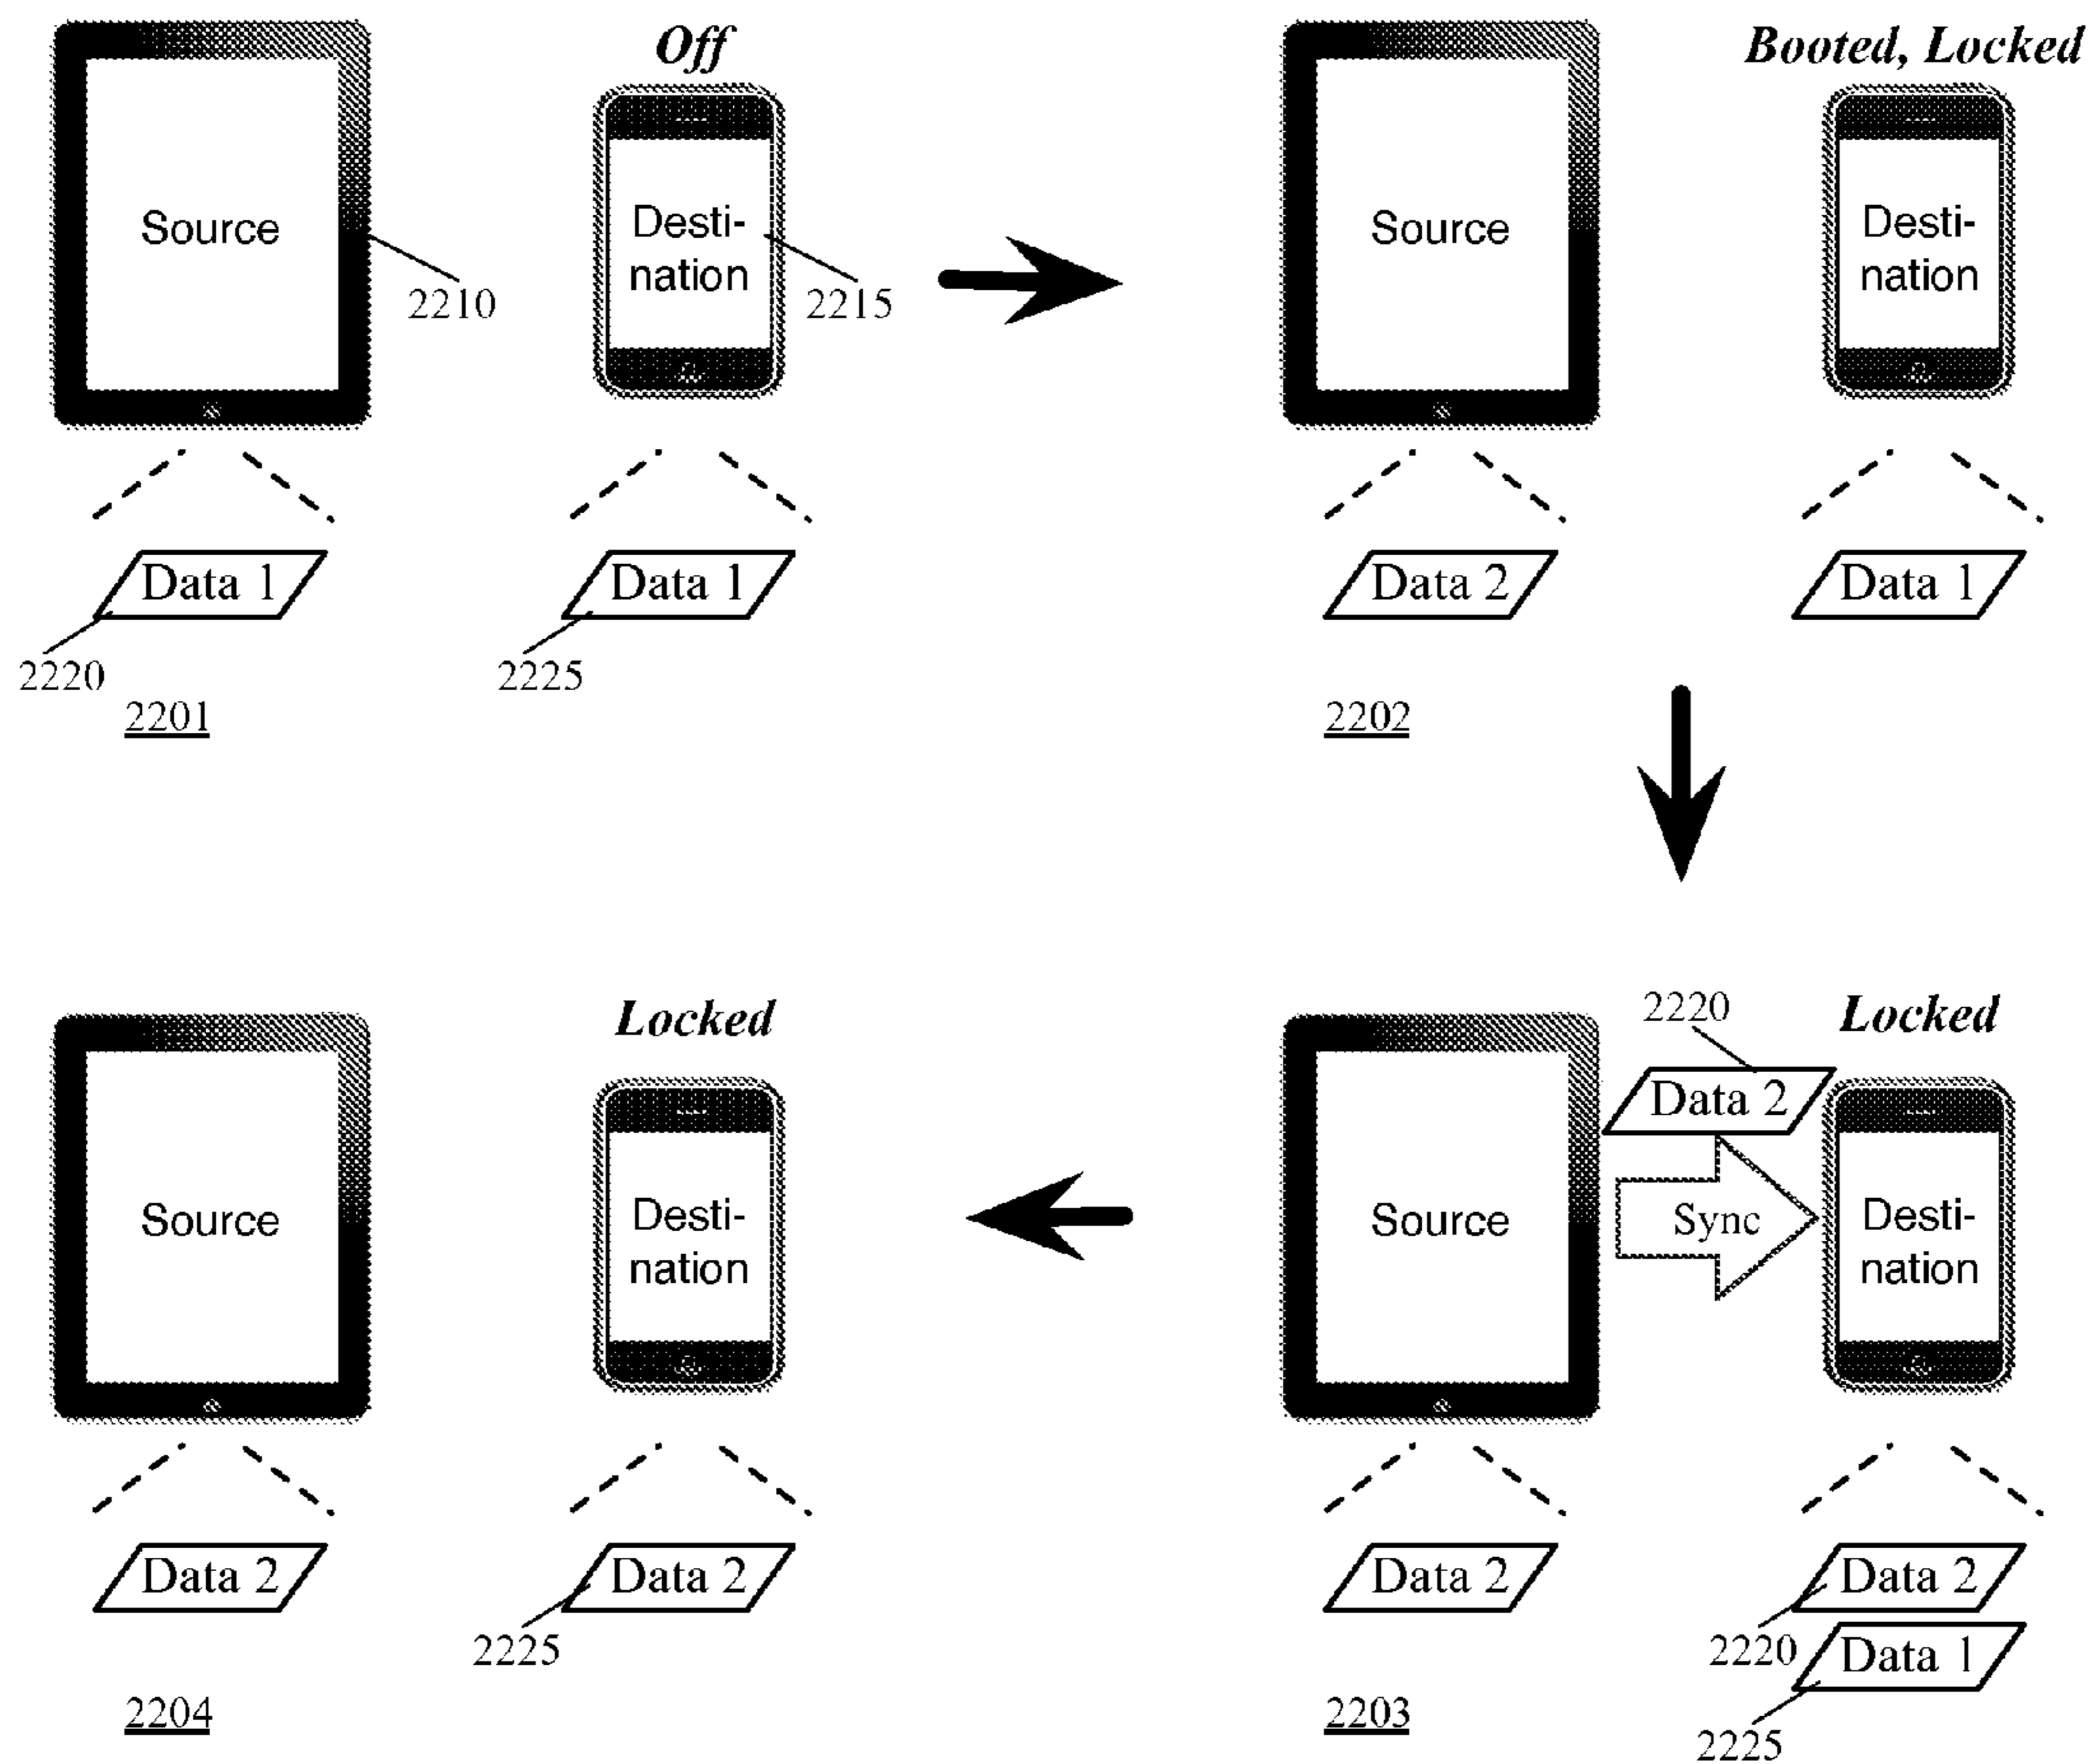 Off
Source
Desti-
nation
2210
2215
Data 1
Data 1
2220
2225
2201
Booted, Locked
Source
Desti-
nation
Data 2
Data 1
2202
2220
Locked
Data 2
Source
Sync
Desti-
nation
Data 2
Data 2
2220
Data 1
2225
2203
Locked
Source
Desti-
nation
Data 2
Data 2
2225
2204